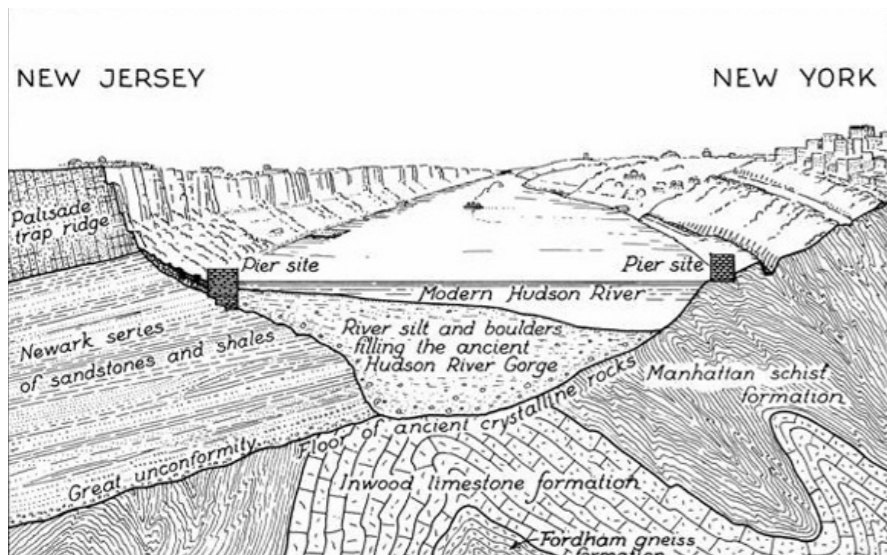 NEW JERSEY
NEW YORK
Palisade
trap ridge
Pier site
Pier site
Modern Hudson River
Newark series
of sandstones and shales
River silt and boulders
filling the ancient
Hudson River Gorge
Manhattan schist
formation
Great unconformity
Floor of ancient crystalline rocks
Inwood limestone formation
Fordham gneiss
formation